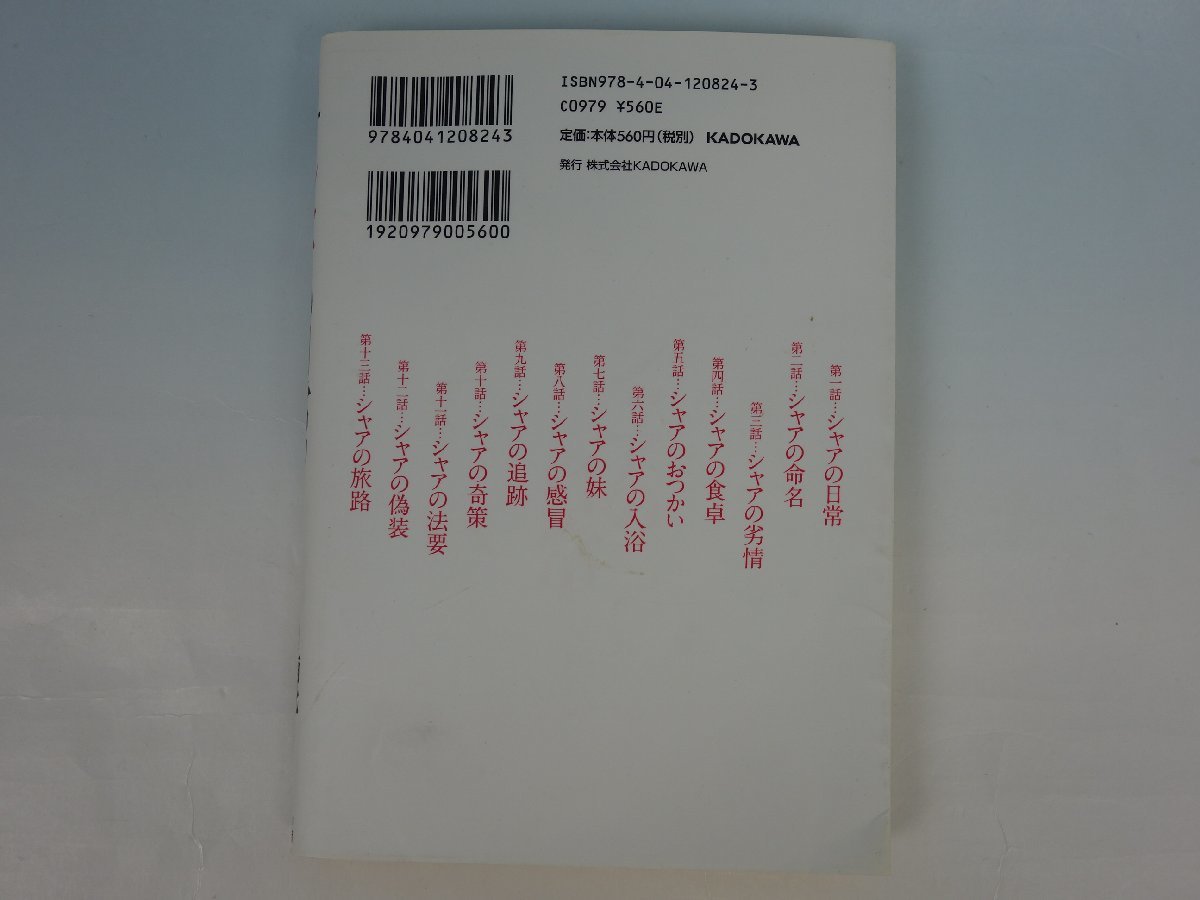 ISBN978-4-04-120824-3
C0979 ¥560E
定価:本体560円(税別) KADOKAWA
発行 株式会社KADOKAWA
9784041208243
1920979005600
第一話…シャアの日常
第二話…シャアの命名
第三話…シャアの劣情
第四話…シャアの食卓
第五話…シャアのおつかい
第六話…シャアの入浴
第七話…シャアの妹
第八話…シャアの感冒
第九話…シャアの追跡
第十話…シャアの奇策
第十一話…シャアの法要
第十二話…シャアの偽装
第十三話…シャアの旅路